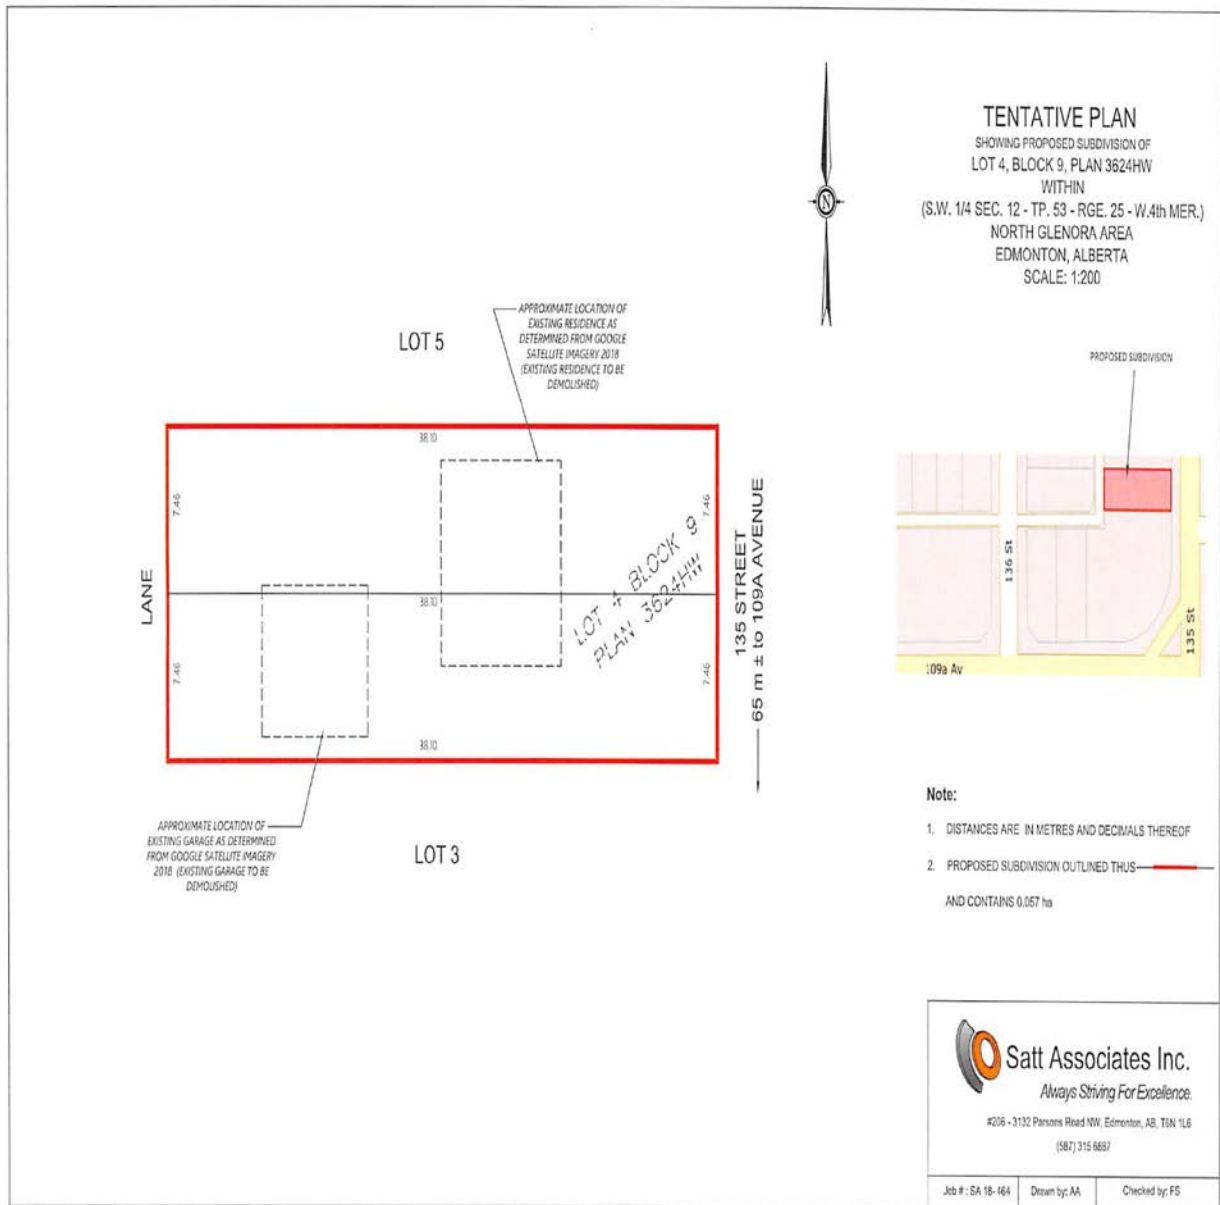 TENTATIVE PLAN
SHOWING PROPOSED SUBDIVISION OF
LOT 4, BLOCK 9, PLAN 3624HW
WITHIN
(S.W. 1/4 SEC. 12 - TP. 53 - RGE. 25 - W.4th MER.)
NORTH GLENORA AREA
EDMONTON, ALBERTA
SCALE: 1:200
N
APPROXIMATE LOCATION OF
EXISTING RESIDENCE AS
DETERMINED FROM GOOGLE
SATELLITE IMAGERY 2018
(EXISTING RESIDENCE TO BE
DEMOLISHED)
LOT 5
PROPOSED SUBDIVISION
38.10
7.46
7.46
LANE
38.10
LOT 4 BLOCK 9
PLAN 3624HW
7.46
7.46
38.10
135 STREET
65 m ± to 109A AVENUE
136 St
135 St
109a Av
APPROXIMATE LOCATION OF
EXISTING GARAGE AS DETERMINED
FROM GOOGLE SATELLITE IMAGERY
2018 (EXISTING GARAGE TO BE
DEMOLISHED)
LOT 3
Note:
1. DISTANCES ARE IN METRES AND DECIMALS THEREOF
2. PROPOSED SUBDIVISION OUTLINED THUS
AND CONTAINS 0.057 ha
Satt Associates Inc.
Always Striving For Excellence.
#206 - 3132 Parsons Road NW, Edmonton, AB, T6N 1L6
(587) 315 6887
Job # : SA 18-464
Drawn by: AA
Checked by: FS